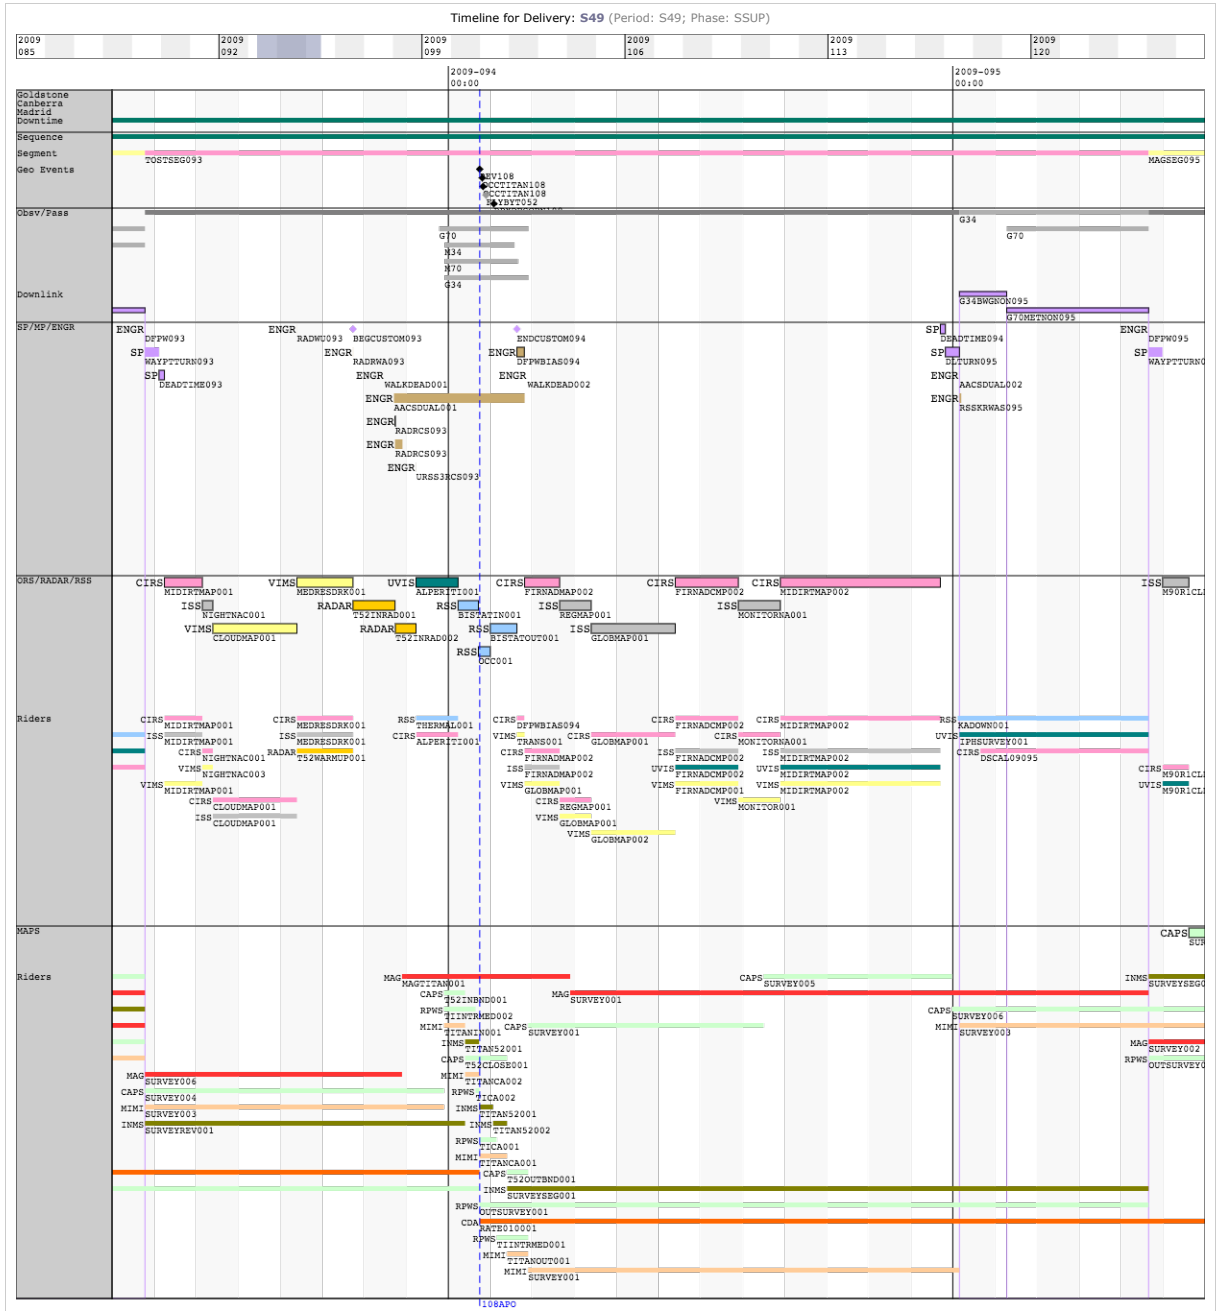 Timeline for Delivery: S49 (Period: S49; Phase: SSUP)
2009 2009 2009 2009 2009 2009
085 092 099 106 113 120
2009-094 2009-095
00:00 00:00
Goldstone
Canberra
Madrid
Downtime
Sequence
Segment
TOSTSEG093 MAGSEG095
Geo Events
REV108
OCCTITAN108
OCCTITAN108
FLYBYT052
Obsv/Pass
G34
G70 G70
M34
M70
G34
Downlink
G34BWGNON095
G70METNON095
SP/MP/ENGR ENGR ENGR SP ENGR
DFPW093 RADWU093 BEGCUSTOM093 ENDCUSTOM094 DEADTIME094 DFPW095
SP ENGR ENGR SP SP
WAYPTTURN093 RADRWA093 DFPWBIAS094 DLTURN095 WAYPTTURN0
SP ENGR ENGR ENGR
DEADTIME093 WALKDEAD001 WALKDEAD002 AACSDUAL002
ENGR ENGR
AACSDUAL001 RSSKRWAS095
ENGR
RADRCS093
ENGR
RADRCS093
ENGR
URSS3RCS093
ORS/RADAR/RSS CIRS VIMS UVIS CIRS CIRS CIRS ISS
MIDIRTMAP001 MEDRESDRK001 ALPERITI001 FIRNADMAP002 FIRNADCMP002 MIDIRTMAP002 M90R1CL
ISS RADAR RSS ISS ISS
NIGHTNAC001 T52INRAD001 BISTATIN001 REGMAP001 MONITORNA001
VIMS RADAR RSS ISS
CLOUDMAP001 T52INRAD002 BISTATOUT001 GLOBMAP001
RSS
OCC001
Riders CIRS CIRS RSS CIRS CIRS CIRS RSS
MIDIRTMAP001 MEDRESDRK001 THERMAL001 DFPWBIAS094 FIRNADCMP002 MIDIRTMAP002 KADOWN001
ISS ISS CIRS VIMS CIRS CIRS UVIS
MIDIRTMAP001 MEDRESDRK001 ALPERITI001 TRANS001 GLOBMAP001 MONITORNA001 IPHSURVEY001
CIRS RADAR CIRS ISS ISS CIRS
NIGHTNAC001 T52WARMUP001 FIRNADMAP002 FIRNADCMP002 MIDIRTMAP002 DSCAL09095
VIMS ISS UVIS UVIS CIRS
NIGHTNAC003 FIRNADMAP002 FIRNADCMP002 MIDIRTMAP002 M90R1CL
VIMS VIMS VIMS VIMS UVIS
MIDIRTMAP001 GLOBMAP001 FIRNADCMP001 MIDIRTMAP002 M90R1CL
CIRS CIRS VIMS
CLOUDMAP001 REGMAP001 MONITOR001
ISS VIMS
CLOUDMAP001 GLOBMAP001
VIMS
GLOBMAP002
MAPS CAPS
SUR
Riders MAG CAPS INMS
MAGTITAN001 SURVEY005 SURVEYSEG0
CAPS MAG
T52INBND001 SURVEY001
RPWS CAPS
TIINTRMED002 SURVEY006
MIMI CAPS MIMI
TITANIN001 SURVEY001 SURVEY003
INMS MAG
TITAN52001 SURVEY002
CAPS RPWS
T52CLOSE001 OUTSURVEY0
MAG MIMI
SURVEY006 TITANCA002
CAPS RPWS
SURVEY004 TICA002
MIMI INMS
SURVEY003 TITAN52001
INMS INMS
SURVEYREV001 TITAN52002
RPWS
TICA001
MIMI
TITANCA001
CAPS
T52OUTBND001
INMS
SURVEYSEG001
RPWS
OUTSURVEY001
CDA
RATE010001
RPWS
TIINTRMED001
MIMI
TITANOUT001
MIMI
SURVEY001
108APO